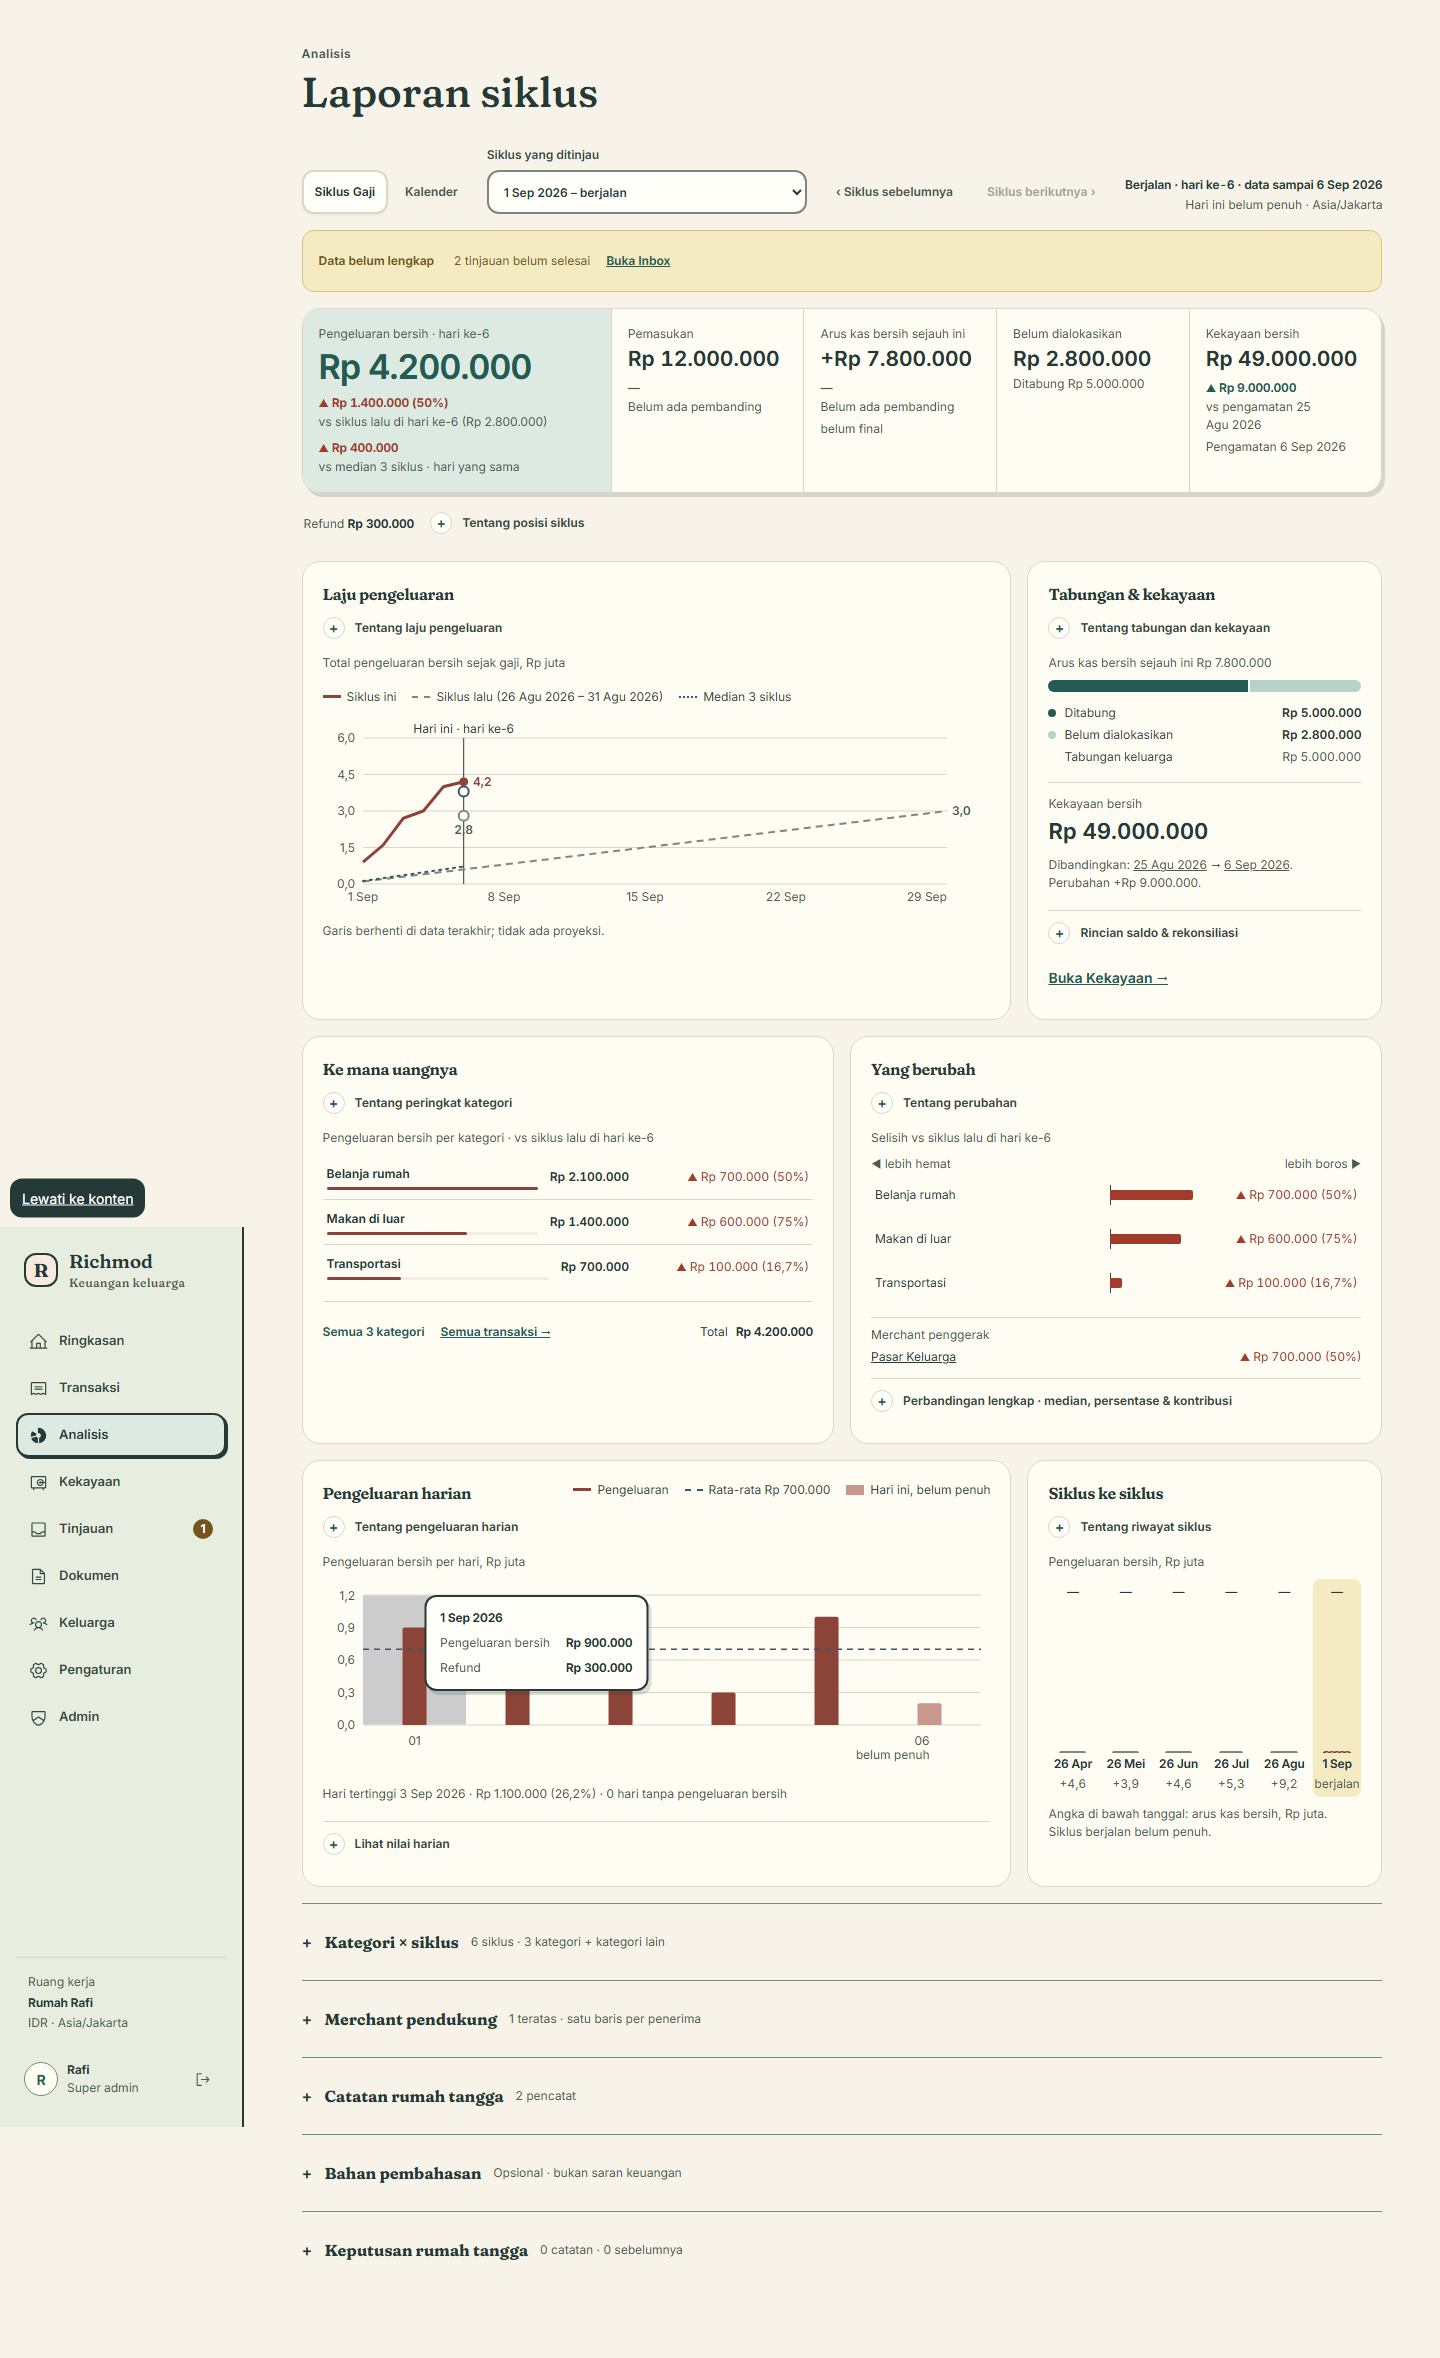 Analisis
Laporan siklus
Siklus yang ditinjau
Siklus Gaji
Kalender
1 Sep 2026 – berjalan
‹ Siklus sebelumnya
Siklus berikutnya ›
Berjalan · hari ke-6 · data sampai 6 Sep 2026
Hari ini belum penuh · Asia/Jakarta
Data belum lengkap 2 tinjauan belum selesai Buka Inbox
Pengeluaran bersih · hari ke-6
Rp 4.200.000
▲ Rp 1.400.000 (50%)
vs siklus lalu di hari ke-6 (Rp 2.800.000)
▲ Rp 400.000
vs median 3 siklus · hari yang sama
Pemasukan
Rp 12.000.000
—
Belum ada pembanding
Arus kas bersih sejauh ini
+Rp 7.800.000
—
Belum ada pembanding
belum final
Belum dialokasikan
Rp 2.800.000
Ditabung Rp 5.000.000
Kekayaan bersih
Rp 49.000.000
▲ Rp 9.000.000
vs pengamatan 25
Agu 2026
Pengamatan 6 Sep 2026
Refund Rp 300.000 + Tentang posisi siklus
Laju pengeluaran
+ Tentang laju pengeluaran
Total pengeluaran bersih sejak gaji, Rp juta
Siklus ini Siklus lalu (26 Agu 2026 – 31 Agu 2026) Median 3 siklus
Hari ini · hari ke-6
6,0
4,5
3,0
1,5
0,0
4,2
2,8
3,0
1 Sep 8 Sep 15 Sep 22 Sep 29 Sep
Garis berhenti di data terakhir; tidak ada proyeksi.
Tabungan & kekayaan
+ Tentang tabungan dan kekayaan
Arus kas bersih sejauh ini Rp 7.800.000
Ditabung Rp 5.000.000
Belum dialokasikan Rp 2.800.000
Tabungan keluarga Rp 5.000.000
Kekayaan bersih
Rp 49.000.000
Dibandingkan: 25 Agu 2026 → 6 Sep 2026.
Perubahan +Rp 9.000.000.
+ Rincian saldo & rekonsiliasi
Buka Kekayaan →
Ke mana uangnya
+ Tentang peringkat kategori
Pengeluaran bersih per kategori · vs siklus lalu di hari ke-6
Belanja rumah Rp 2.100.000 ▲ Rp 700.000 (50%)
Makan di luar Rp 1.400.000 ▲ Rp 600.000 (75%)
Transportasi Rp 700.000 ▲ Rp 100.000 (16,7%)
Semua 3 kategori Semua transaksi → Total Rp 4.200.000
Yang berubah
+ Tentang perubahan
Selisih vs siklus lalu di hari ke-6
◀ lebih hemat lebih boros ▶
Belanja rumah ▲ Rp 700.000 (50%)
Makan di luar ▲ Rp 600.000 (75%)
Transportasi ▲ Rp 100.000 (16,7%)
Merchant penggerak
Pasar Keluarga ▲ Rp 700.000 (50%)
+ Perbandingan lengkap · median, persentase & kontribusi
Lewati ke konten
R
Richmod
Keuangan keluarga
Ringkasan
Transaksi
Analisis
Kekayaan
Tinjauan 1
Dokumen
Keluarga
Pengaturan
Admin
Ruang kerja
Rumah Rafi
IDR · Asia/Jakarta
R
Rafi
Super admin
Pengeluaran harian
Pengeluaran Rata-rata Rp 700.000 Hari ini, belum penuh
+ Tentang pengeluaran harian
Pengeluaran bersih per hari, Rp juta
1,2
0,9
0,6
0,3
0,0
1 Sep 2026
Pengeluaran bersih Rp 900.000
Refund Rp 300.000
01 06
belum penuh
Hari tertinggi 3 Sep 2026 · Rp 1.100.000 (26,2%) · 0 hari tanpa pengeluaran bersih
+ Lihat nilai harian
Siklus ke siklus
+ Tentang riwayat siklus
Pengeluaran bersih, Rp juta
— — — — — —
26 Apr 26 Mei 26 Jun 26 Jul 26 Agu 1 Sep
+4,6 +3,9 +4,6 +5,3 +9,2 berjalan
Angka di bawah tanggal: arus kas bersih, Rp juta.
Siklus berjalan belum penuh.
+ Kategori × siklus 6 siklus · 3 kategori + kategori lain
+ Merchant pendukung 1 teratas · satu baris per penerima
+ Catatan rumah tangga 2 pencatat
+ Bahan pembahasan Opsional · bukan saran keuangan
+ Keputusan rumah tangga 0 catatan · 0 sebelumnya